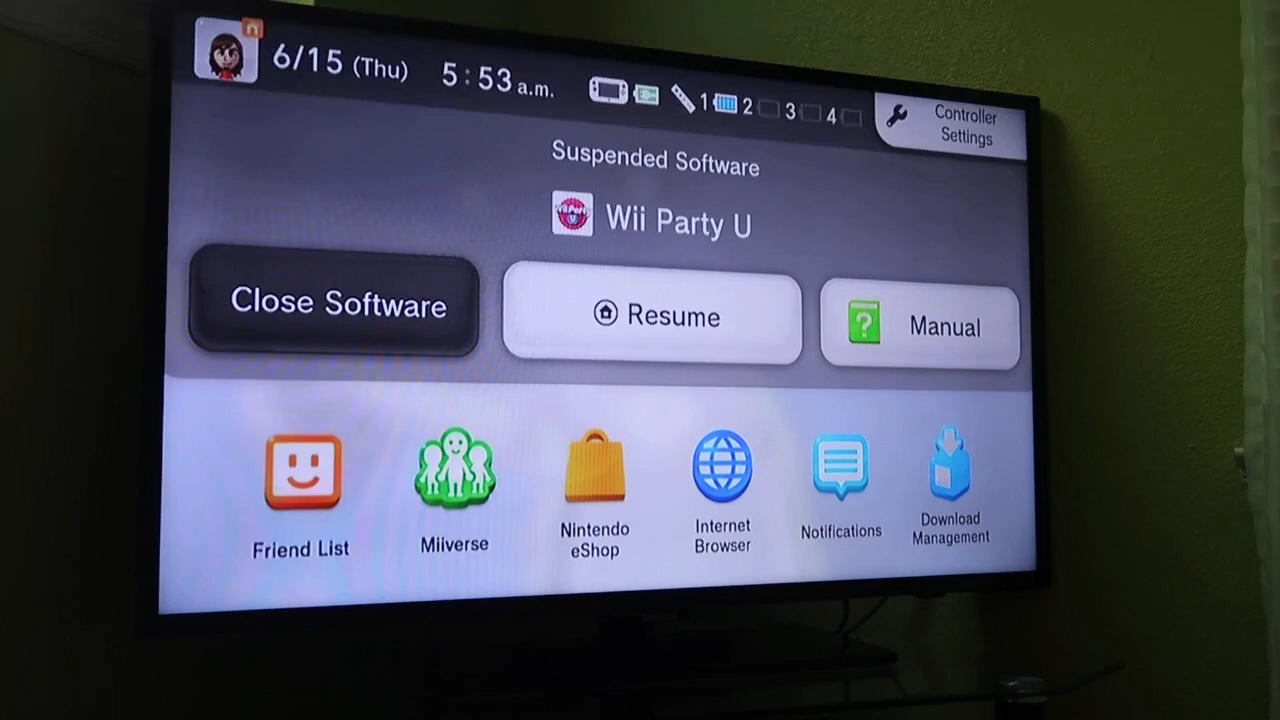 6/15 (Thu) 5:53 a.m. 1 2 3 4
Controller
Settings
Suspended Software
Wii Party U
Close Software
Resume
? Manual
Friend List
Miiverse
Nintendo
eShop
Internet
Browser
Notifications
Download
Management